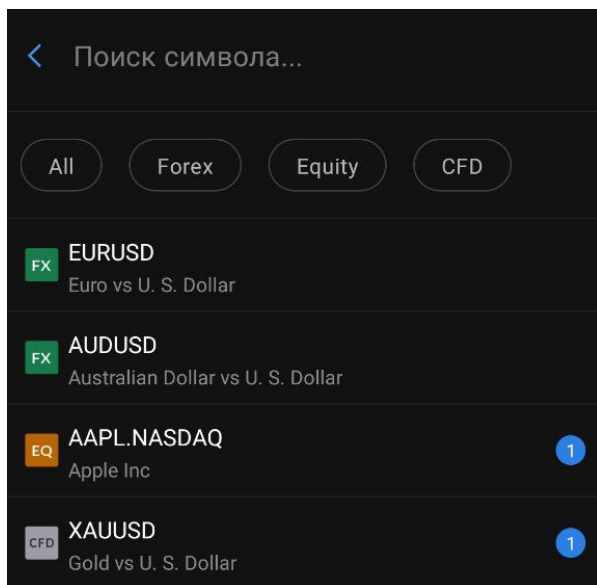 Поиск символа...
All Forex Equity CFD
FX EURUSD
Euro vs U. S. Dollar
FX AUDUSD
Australian Dollar vs U. S. Dollar
EQ AAPL.NASDAQ 1
Apple Inc
CFD XAUUSD 1
Gold vs U. S. Dollar